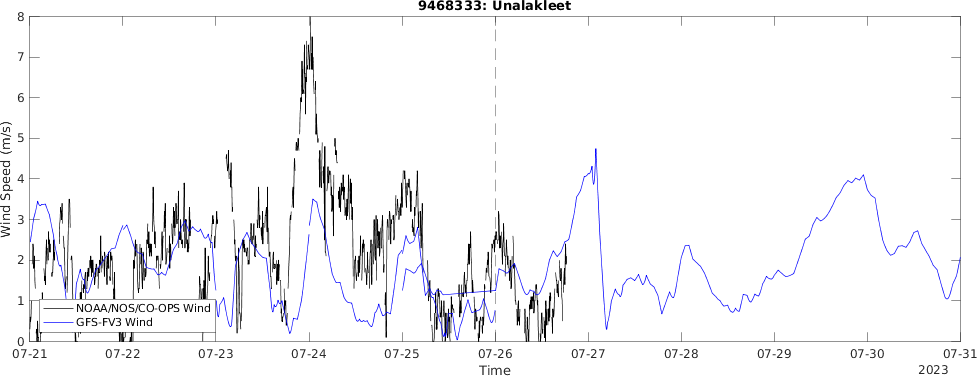 9468333: Unalakleet
8
7
6
5
4
3
2
1
0
Wind Speed (m/s)
NOAA/NOS/CO-OPS Wind
GFS-FV3 Wind
07-21 07-22 07-23 07-24 07-25 07-26 07-27 07-28 07-29 07-30 07-31
Time
2023